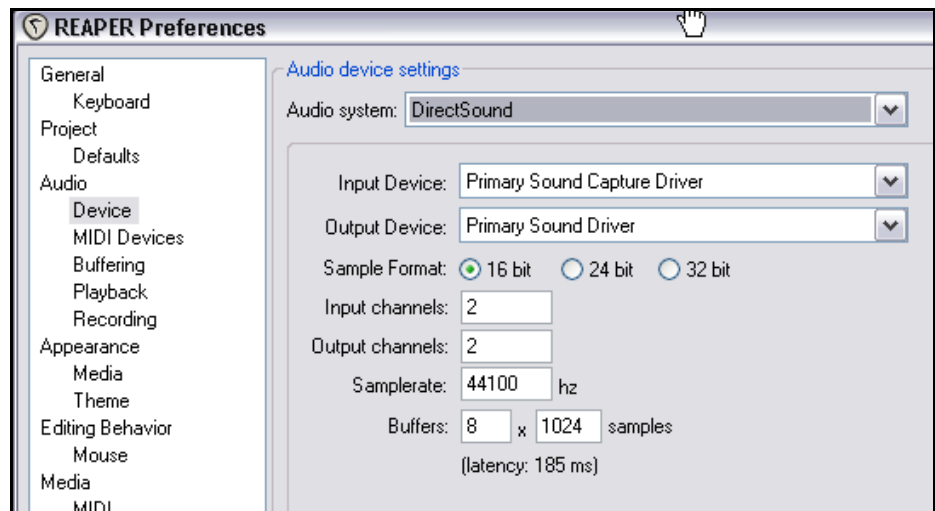 REAPER Preferences
General
Keyboard
Project
Defaults
Audio
Device
MIDI Devices
Buffering
Playback
Recording
Appearance
Media
Theme
Editing Behavior
Mouse
Media
MIDI
Audio device settings
Audio system: DirectSound
Input Device: Primary Sound Capture Driver
Output Device: Primary Sound Driver
Sample Format: 16 bit 24 bit 32 bit
Input channels: 2
Output channels: 2
Samplerate: 44100 hz
Buffers: 8 x 1024 samples
(latency: 185 ms)